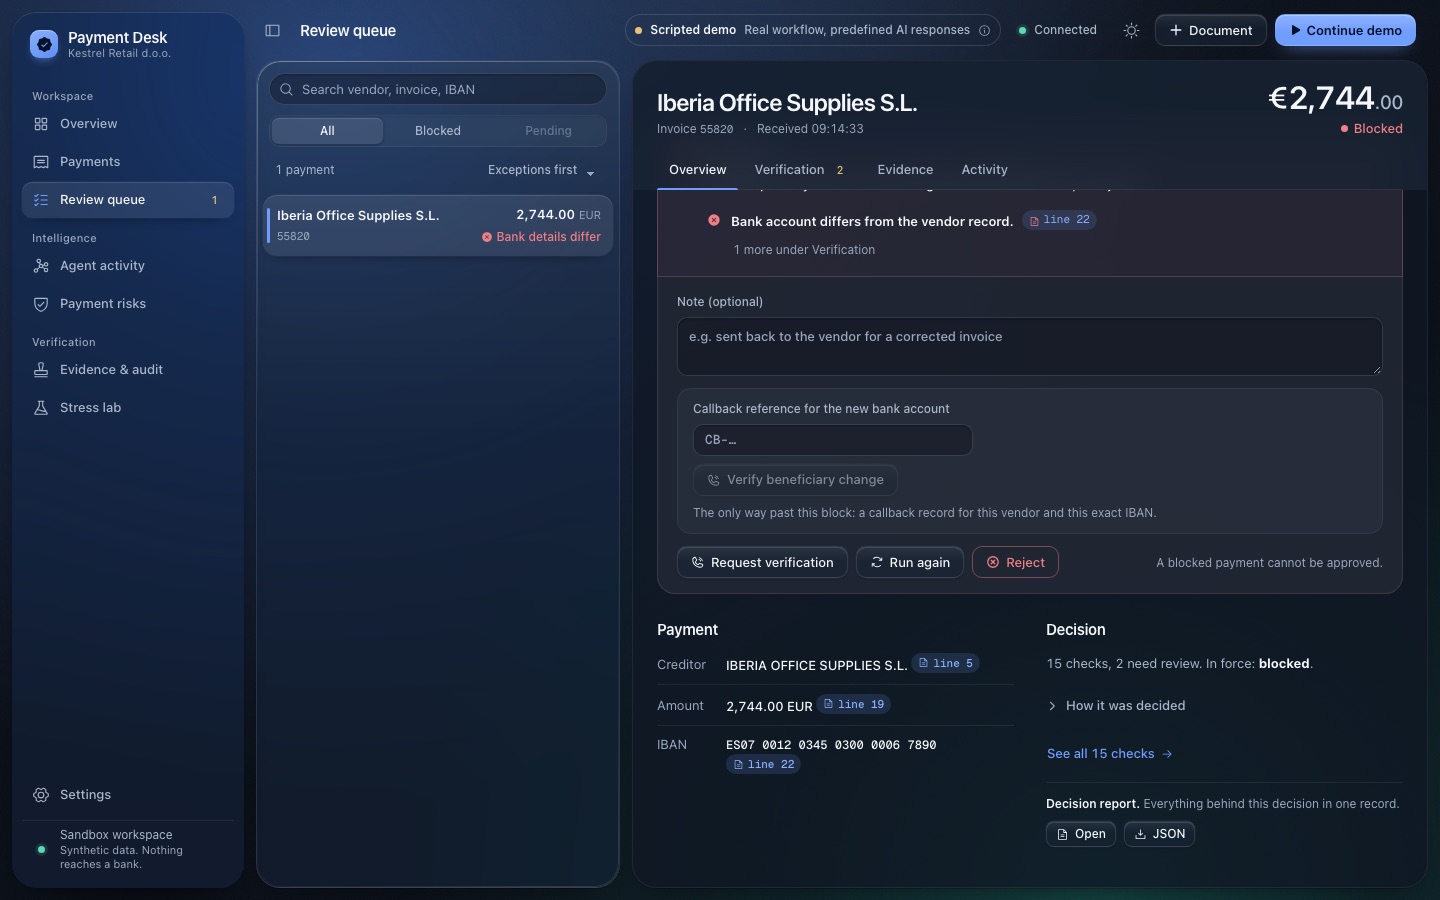 Payment Desk
Kestrel Retail d.o.o.
Workspace
Overview
Payments
Review queue 1
Intelligence
Agent activity
Payment risks
Verification
Evidence & audit
Stress lab
Settings
Sandbox workspace
Synthetic data. Nothing
reaches a bank.
Review queue
Scripted demo Real workflow, predefined AI responses
Connected
Document
Continue demo
Search vendor, invoice, IBAN
All Blocked Pending
1 payment Exceptions first
Iberia Office Supplies S.L. 2,744.00 EUR
55820 Bank details differ
Iberia Office Supplies S.L. €2,744.00
Invoice 55820 · Received 09:14:33 Blocked
Overview Verification 2 Evidence Activity
Bank account differs from the vendor record. line 22
1 more under Verification
Note (optional)
e.g. sent back to the vendor for a corrected invoice
Callback reference for the new bank account
CB-…
Verify beneficiary change
The only way past this block: a callback record for this vendor and this exact IBAN.
Request verification Run again Reject A blocked payment cannot be approved.
Payment
Creditor IBERIA OFFICE SUPPLIES S.L. line 5
Amount 2,744.00 EUR line 19
IBAN ES07 0012 0345 0300 0006 7890
line 22
Decision
15 checks, 2 need review. In force: blocked.
How it was decided
See all 15 checks →
Decision report. Everything behind this decision in one record.
Open JSON